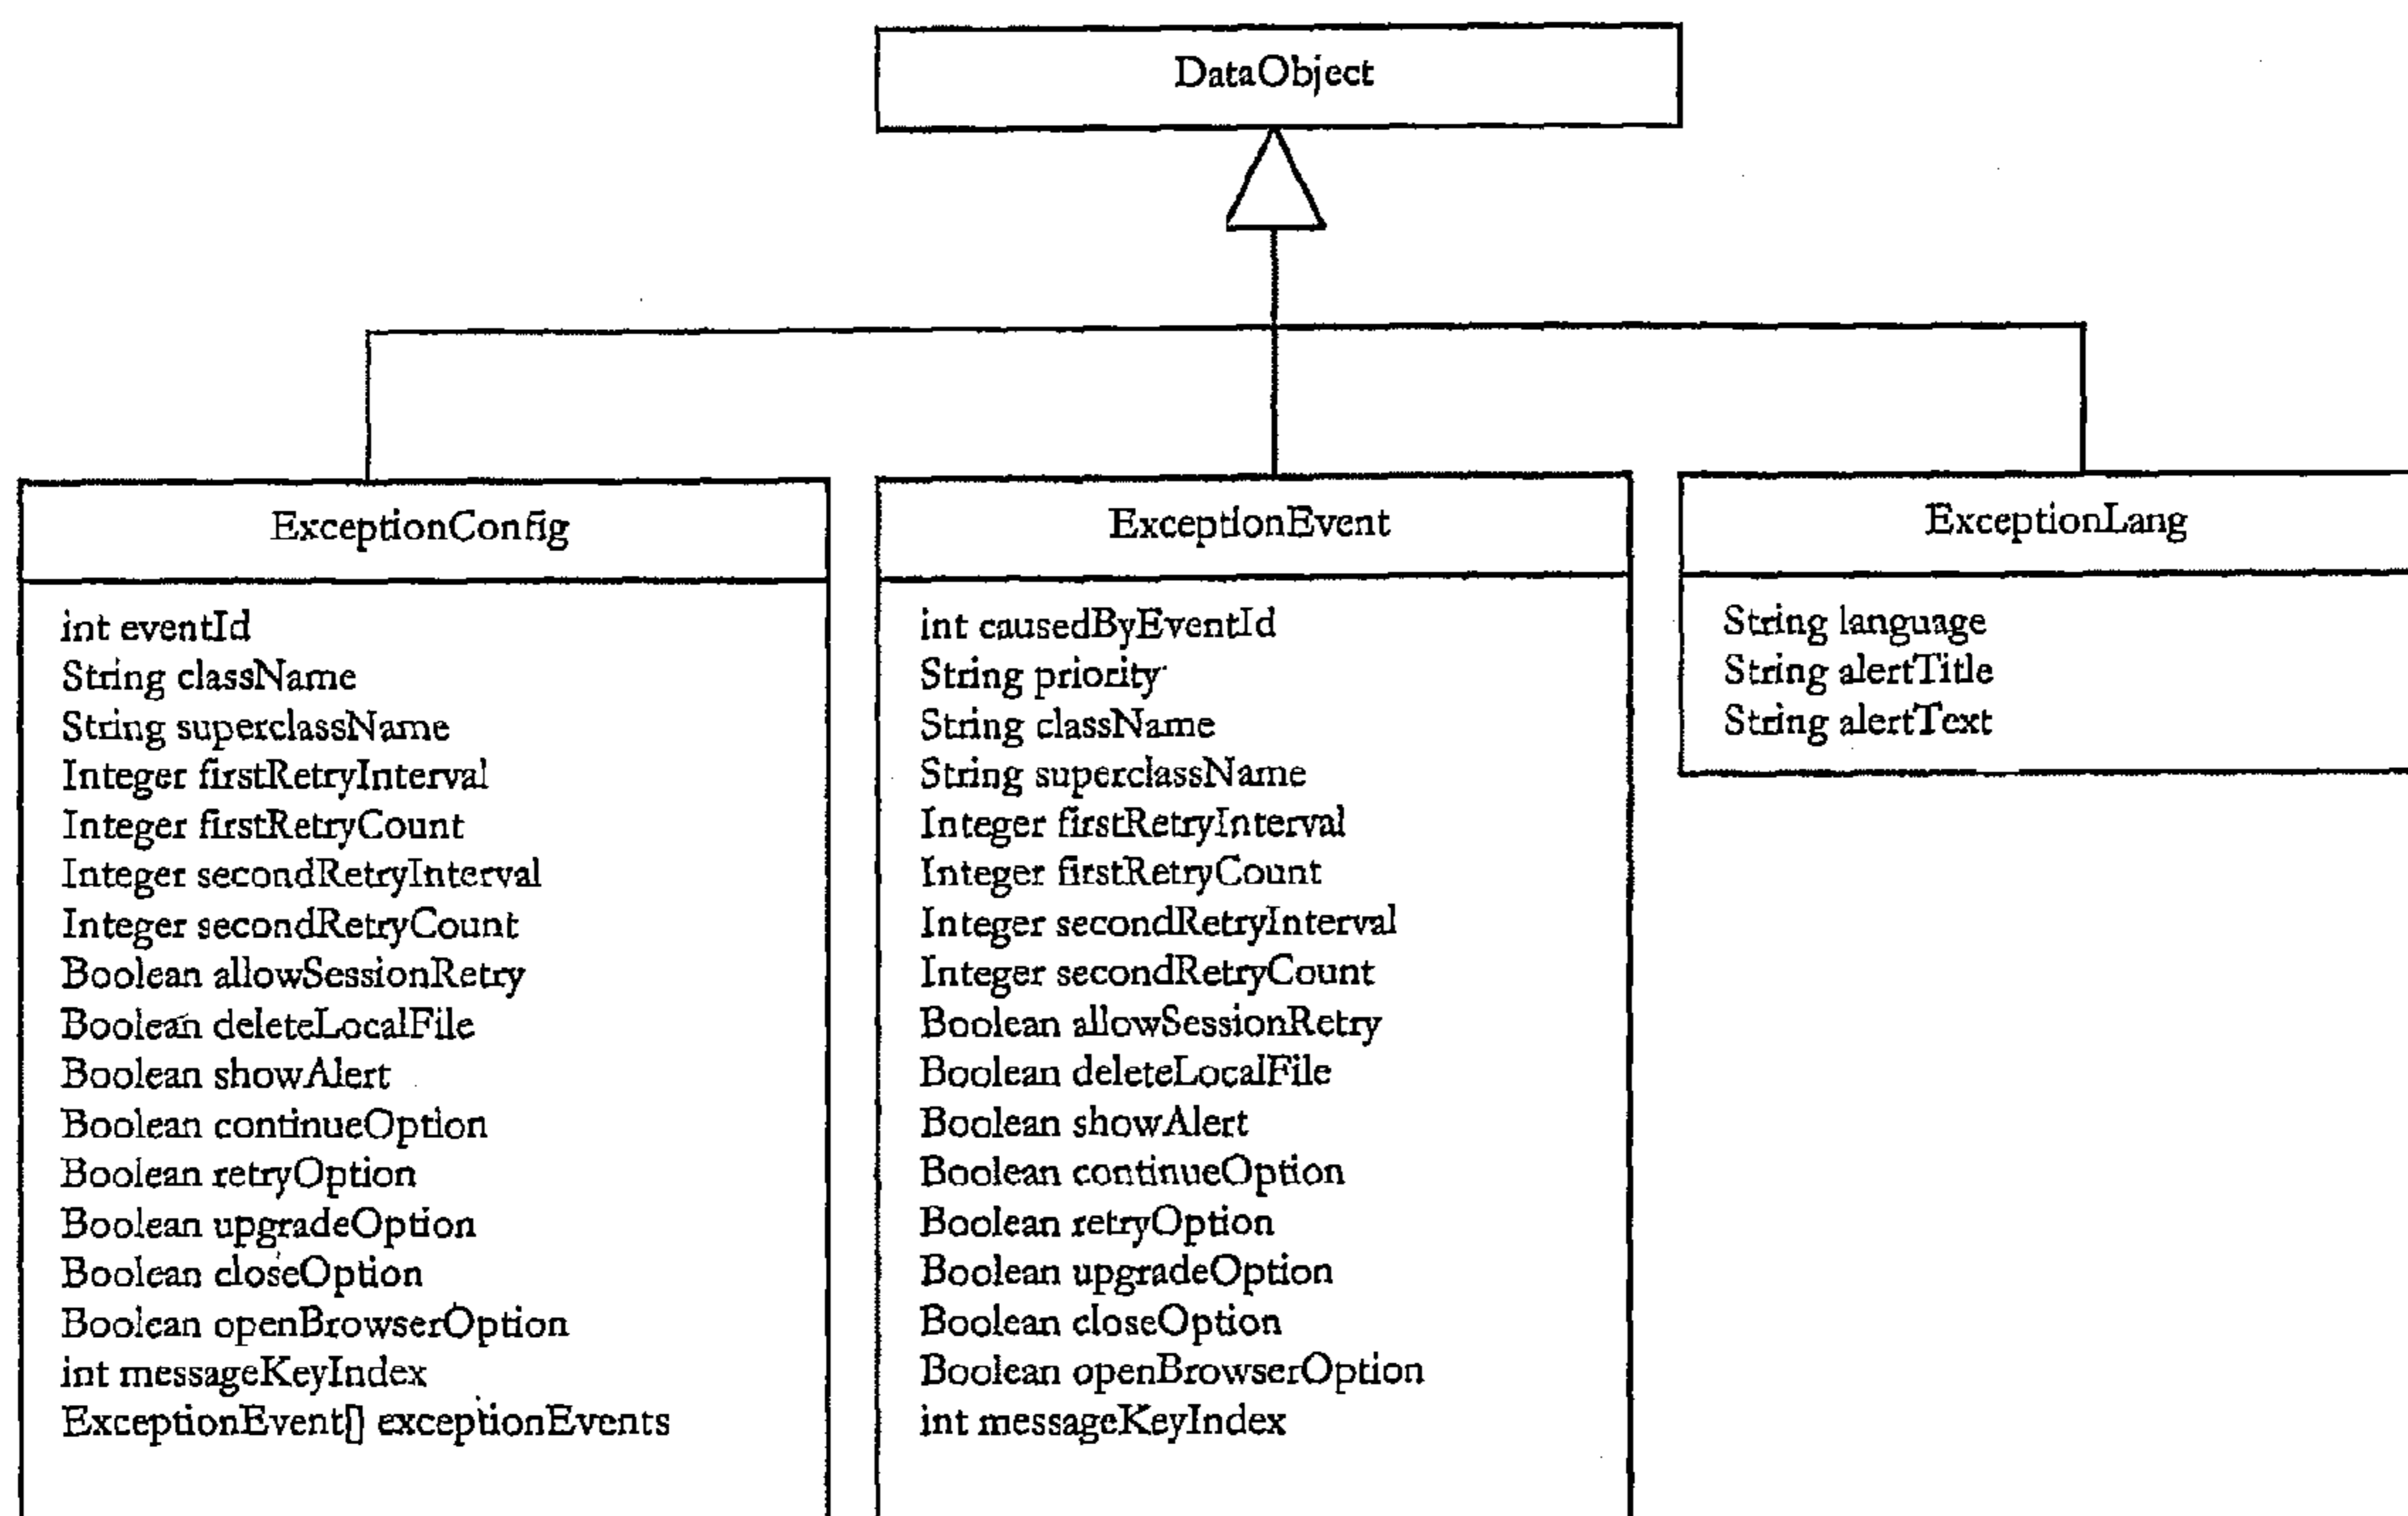 DataObject
ExceptionConfig
int eventId
String className
String superclassName
Integer firstRetryInterval
Integer firstRetryCount
Integer secondRetryInterval
Integer secondRetryCount
Boolean allowSessionRetry
Boolean deleteLocalFile
Boolean showAlert
Boolean continueOption
Boolean retryOption
Boolean upgradeOption
Boolean closeOption
Boolean openBrowserOption
int messageKeyIndex
ExceptionEvent[] exceptionEvents
ExceptionEvent
int causedByEventId
String priority
String className
String superclassName
Integer firstRetryInterval
Integer firstRetryCount
Integer secondRetryInterval
Integer secondRetryCount
Boolean allowSessionRetry
Boolean deleteLocalFile
Boolean showAlert
Boolean continueOption
Boolean retryOption
Boolean upgradeOption
Boolean closeOption
Boolean openBrowserOption
int messageKeyIndex
ExceptionLang
String language
String alertTitle
String alertText